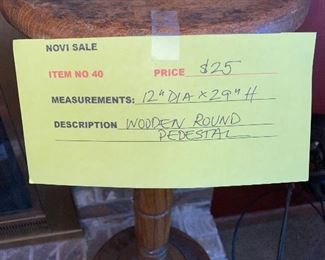 NOVI SALE
ITEM NO 40 PRICE $25
MEASUREMENTS: 12" DIA x 29" H
DESCRIPTION WOODEN ROUND
PEDESTAL